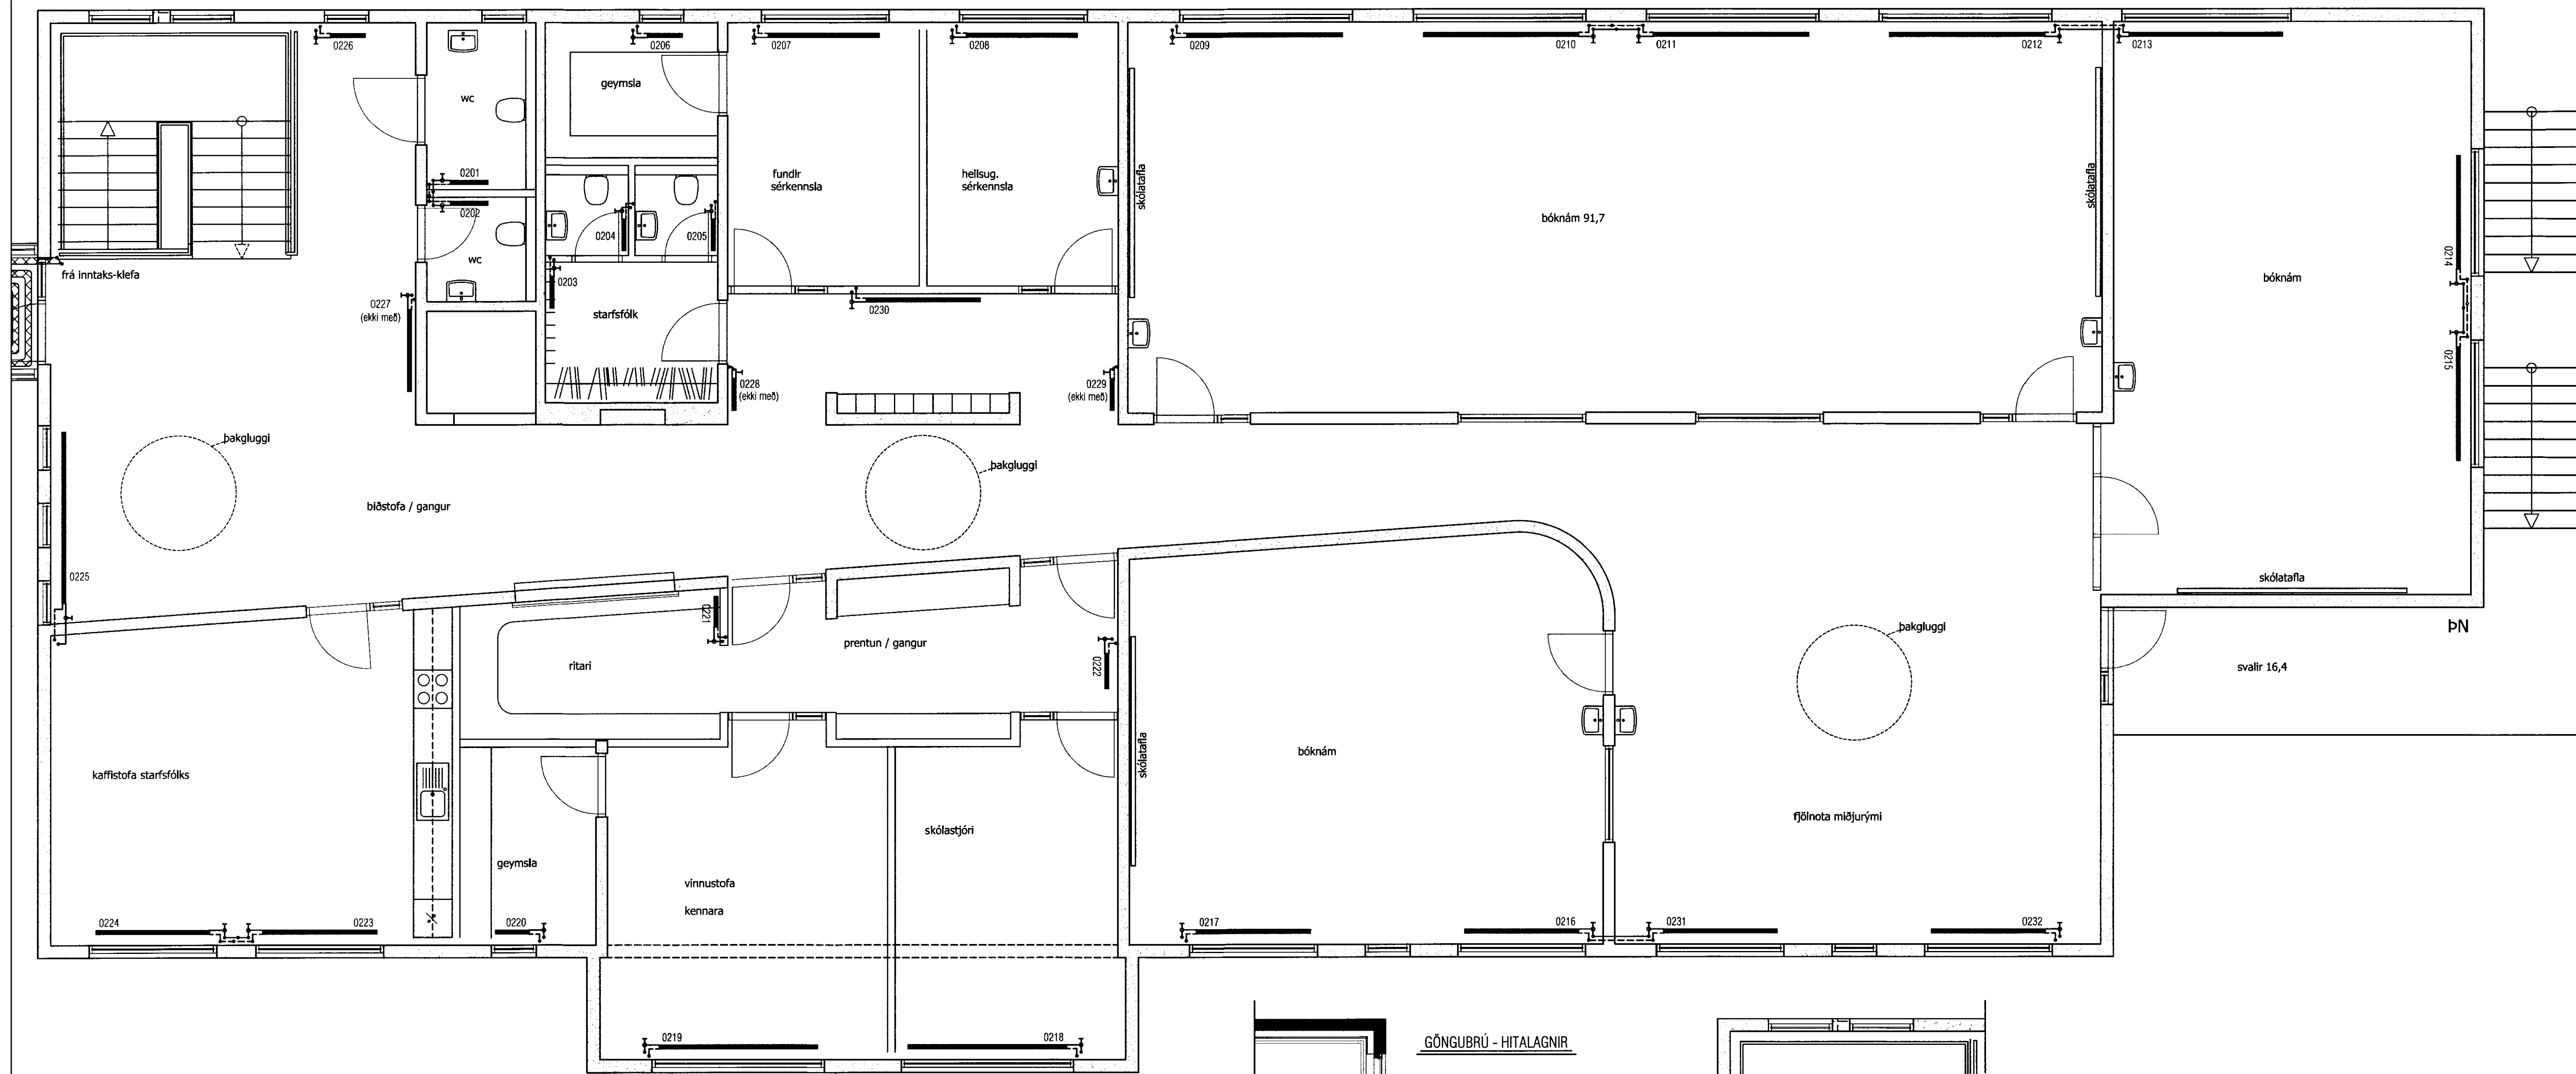 0226
0206
0207
0208
0209
0210
0211
0212
0213
wc
geymsla
0201
0202
wc
fundir
sérkennsla
heilsug.
sérkennsla
skólatafla
bóknám 91,7
skólatafla
bóknám
0214
0215
0204
0205
0203
starfsfólk
frá inntaks-klefa
0227
(ekki með)
0230
0228
(ekki með)
0229
(ekki með)
þakgluggi
þakgluggi
biðstofa / gangur
0225
0221
ritari
prentun / gangur
0222
skólatafla
þakgluggi
skólatafla
ÞN
svalir 16,4
kaffistofa starfsfólks
geymsla
vinnustofa
kennara
skólastjóri
skólatafla
bóknám
fjölnota miðjurými
0224
0223
0220
0217
0216
0231
0232
0219
0218
GÖNGUBRÚ - HITALAGNIR